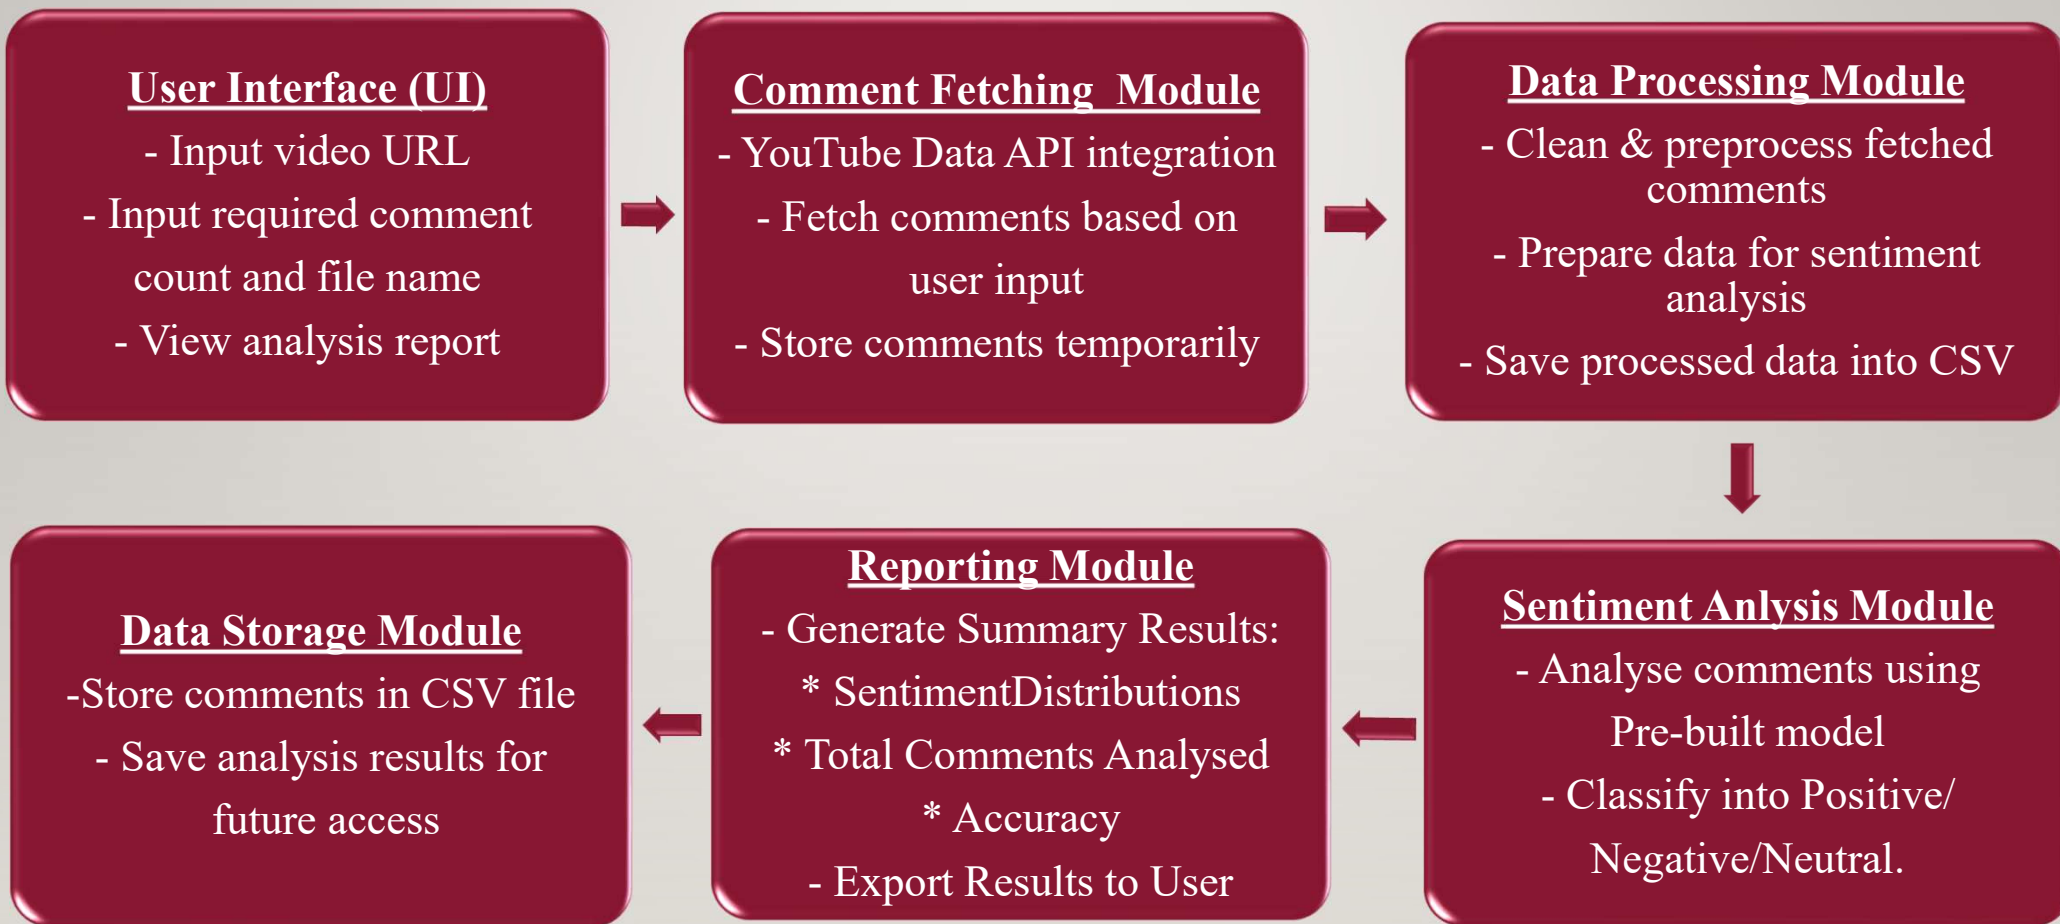 User Interface (UI)
- Input video URL
- Input required comment
count and file name
- View analysis report
Comment Fetching  Module
- YouTube Data API integration
- Fetch comments based on
user input
- Store comments temporarily
Data Processing Module
- Clean & preprocess fetched
comments
- Prepare data for sentiment
analysis
- Save processed data into CSV
Sentiment Anlysis Module
- Analyse comments using
Pre-built model
- Classify into Positive/
Negative/Neutral.
Reporting Module
- Generate Summary Results:
* SentimentDistributions
* Total Comments Analysed
* Accuracy
- Export Results to User
Data Storage Module
-Store comments in CSV file
- Save analysis results for
future access